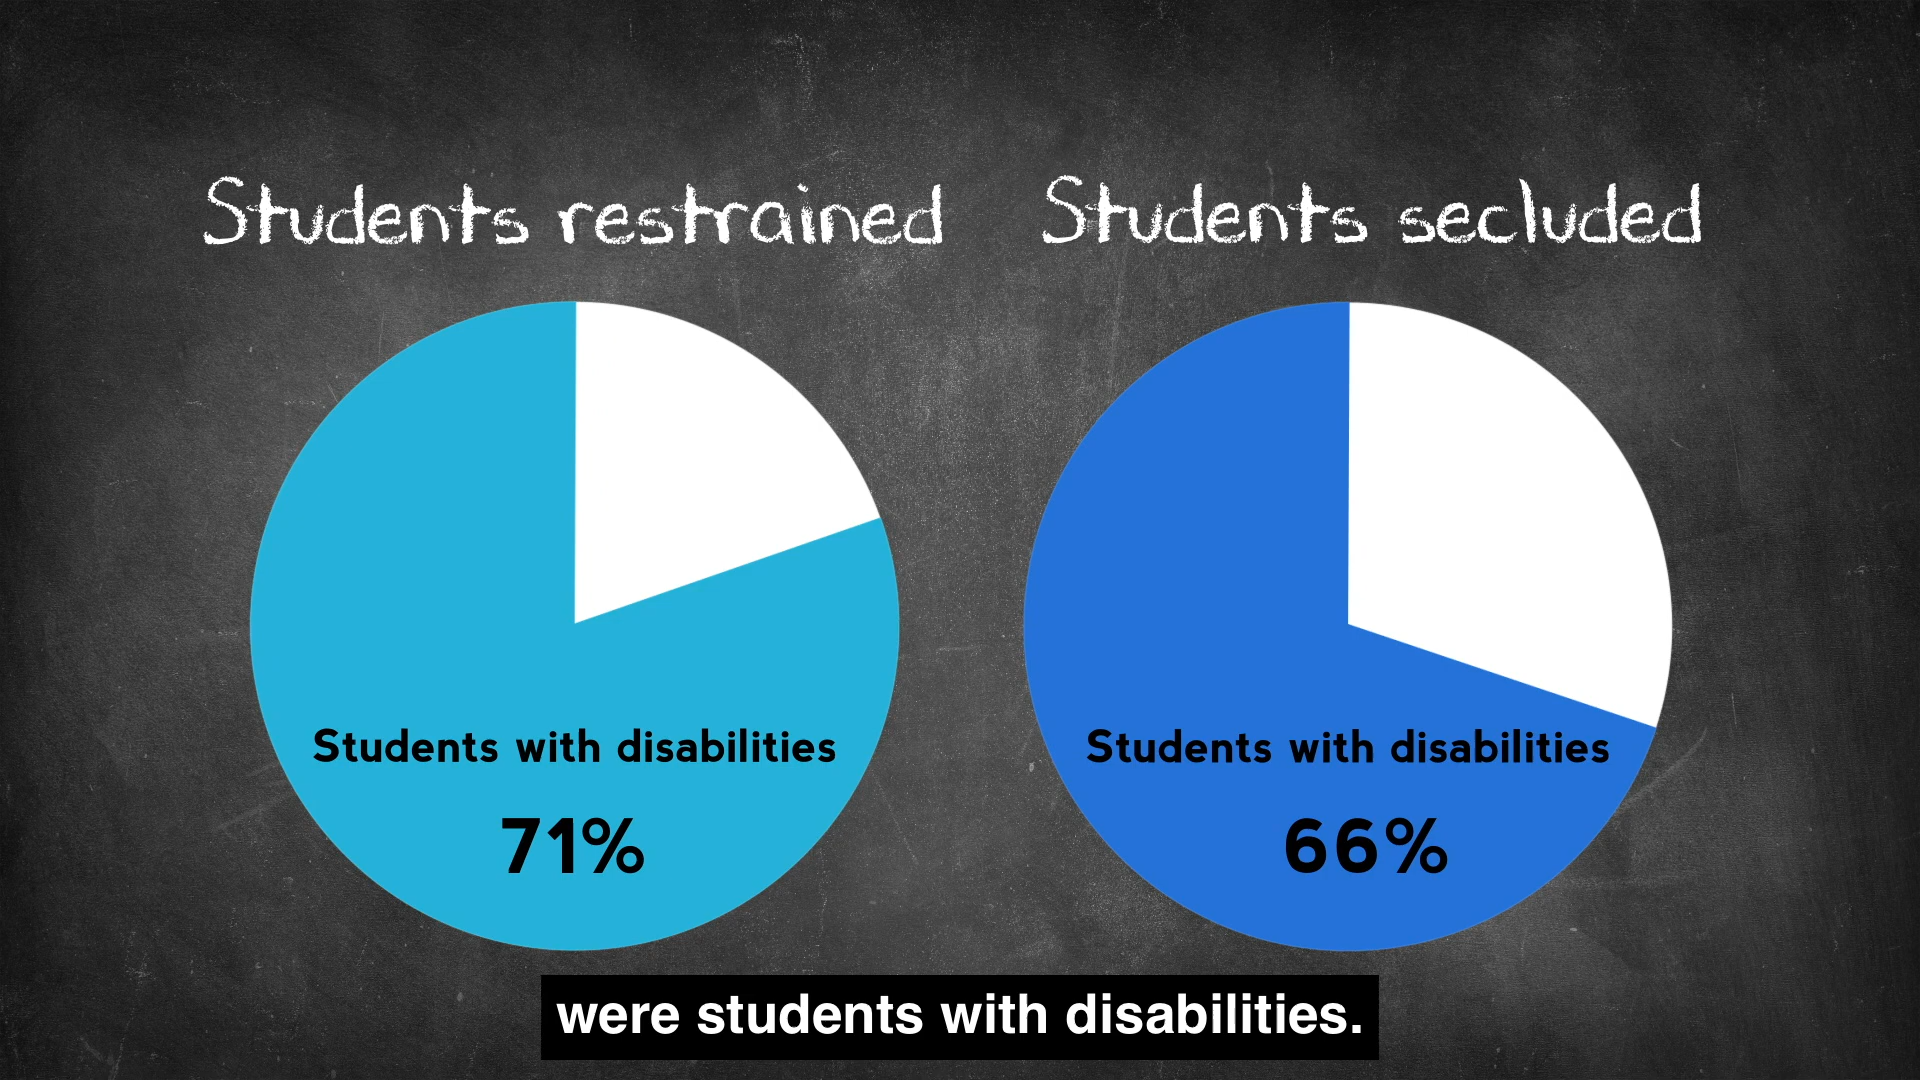 Students restrained
Students secluded
Students with disabilities
71%
Students with disabilities
66%
were students with disabilities.